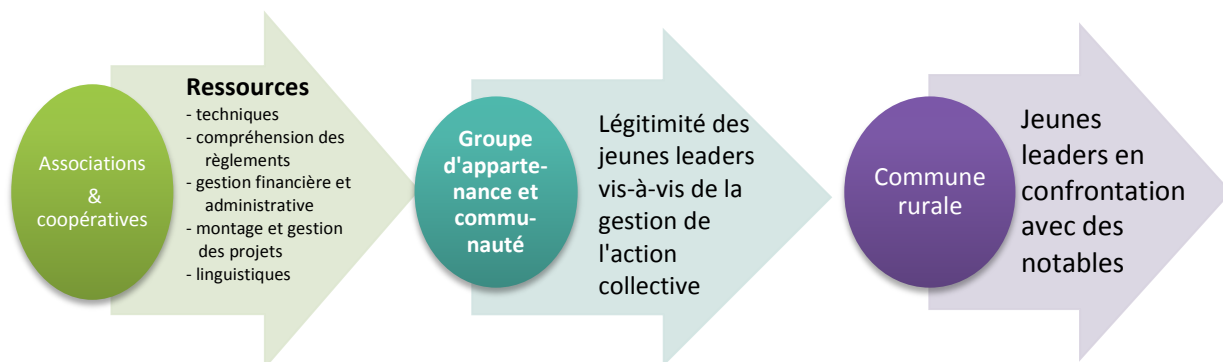 Associations
&
coopératives
Ressources
- techniques
- compréhension des
règlements
- gestion financière et
administrative
- montage et gestion
des projets
- linguistiques
Groupe
d'apparte-
nance et
commu-
nauté
Légitimité des
jeunes leaders
vis-à-vis de la
gestion de
l'action
collective
Commune
rurale
Jeunes
leaders en
confrontation
avec des
notables